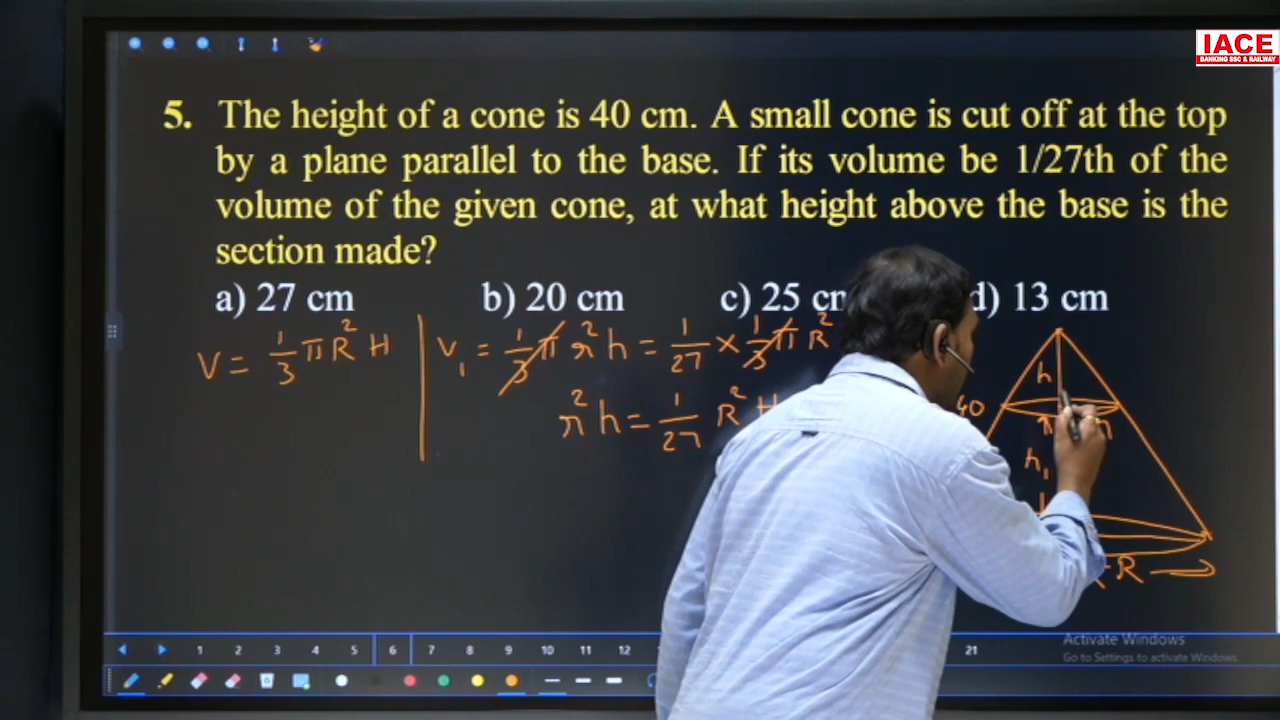 IACE
BANKING SSC & RAILWAY
5. The height of a cone is 40 cm. A small cone is cut off at the top
by a plane parallel to the base. If its volume be 1/27th of the
volume of the given cone, at what height above the base is the
section made?
a) 27 cm b) 20 cm c) 25 d) 13 cm
V = 1/3 πR² H
V₁ = 1/3 π r² h = 1/27 × 1/3 π R²
r² h = 1/27 R² H
h
40
r
h₁
R
1 2 3 4 5 6 7 8 9 10 11 12 21
Activate Windows
Go to Settings to activate Windows.